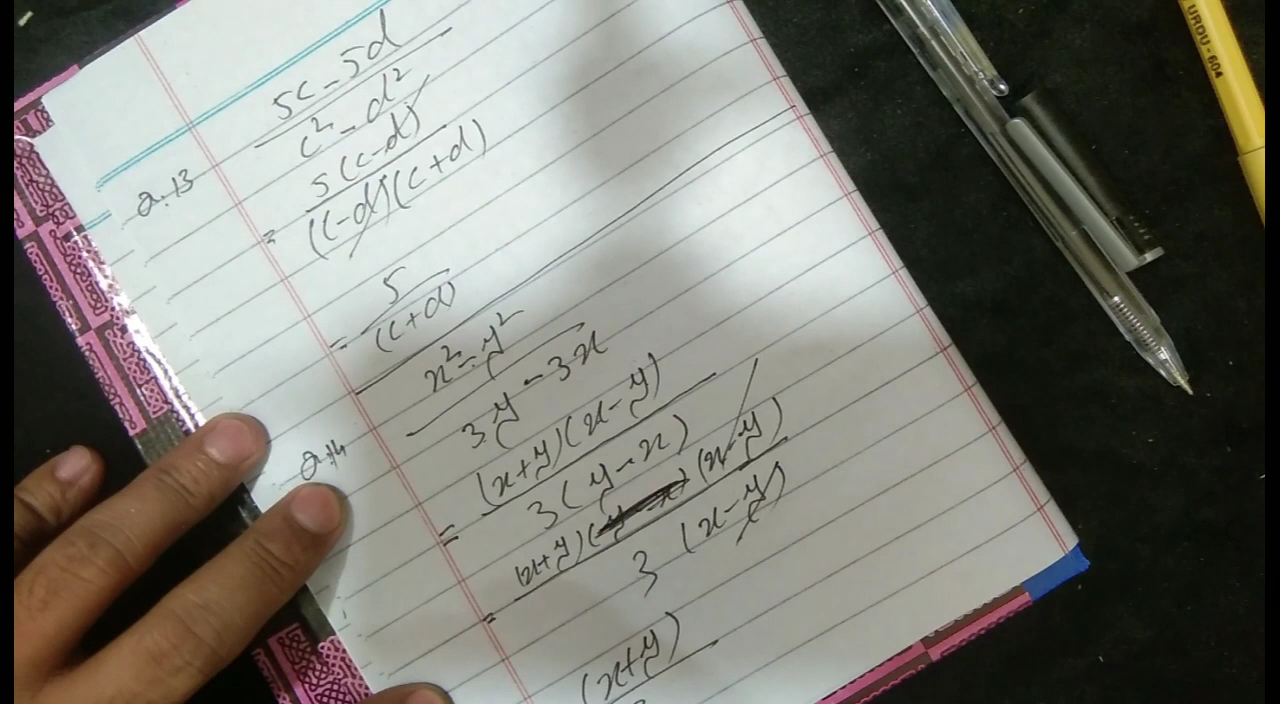 Q.13
5c - 5d
c² - d²
= 5(c-d)
(c-d)(c+d)
= 5
(c+d)
Q.14
x² - y²
3y - 3x
= (x+y)(x-y)
3(y-x)
= (x+y)(x-y)
3(x-y)
(x+y)
URDU-604